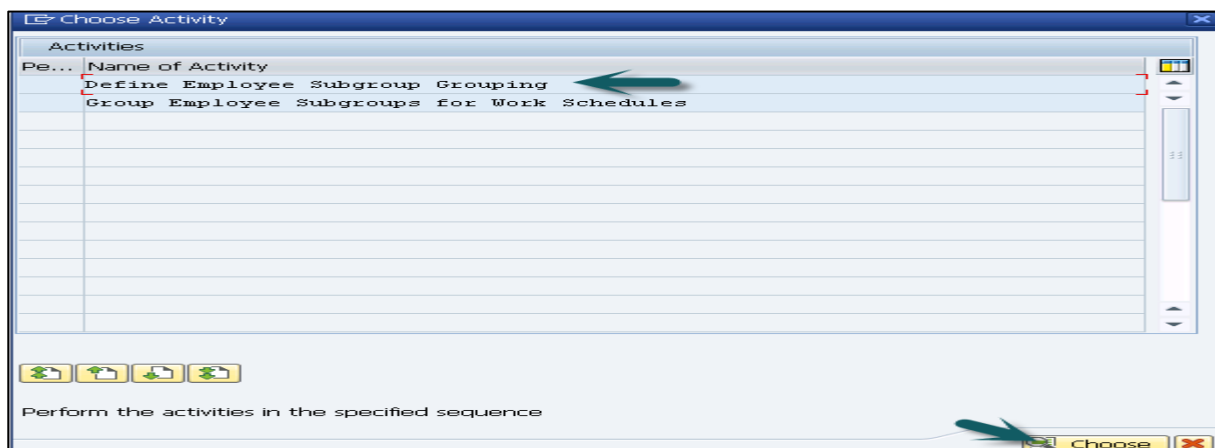 Choose Activity
Activities
Pe... Name of Activity
Define Employee Subgroup Grouping
Group Employee Subgroups for Work Schedules
Perform the activities in the specified sequence
Choose